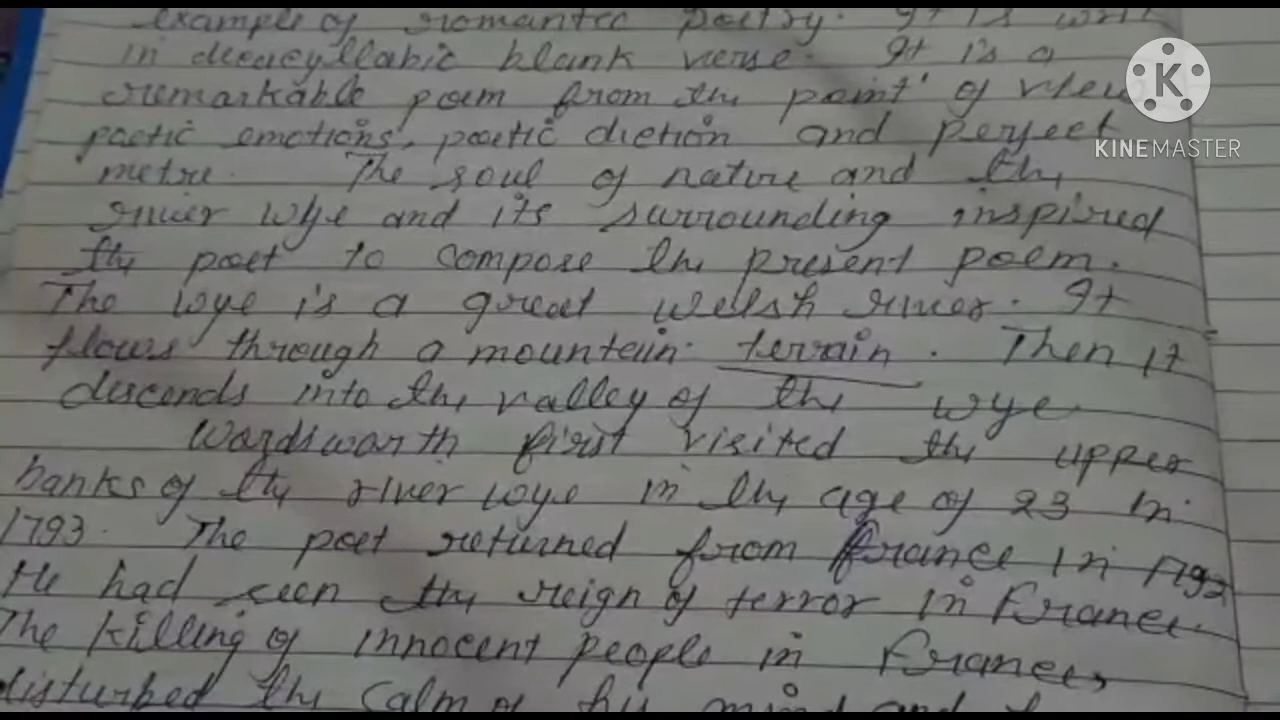 example of romantic poetry. It is writ
in decacyllabic blank verse. It is a
remarkable poem from the point of view
poetic emotions, poetic diction and perfect
metre. The soul of nature and the
river wye and its surrounding inspired
the poet to compose the present poem.
The wye is a great welsh river. It
flows through a mountain terrain. Then it
descends into the valley of the wye
Wordsworth first visited the upper
banks of the river wye in the age of 23 in
1793. The poet returned from France in 1792
He had seen the reign of terror in France.
The killing of innocent people in France,
disturbed the calm of his mind and
K
KINEMASTER